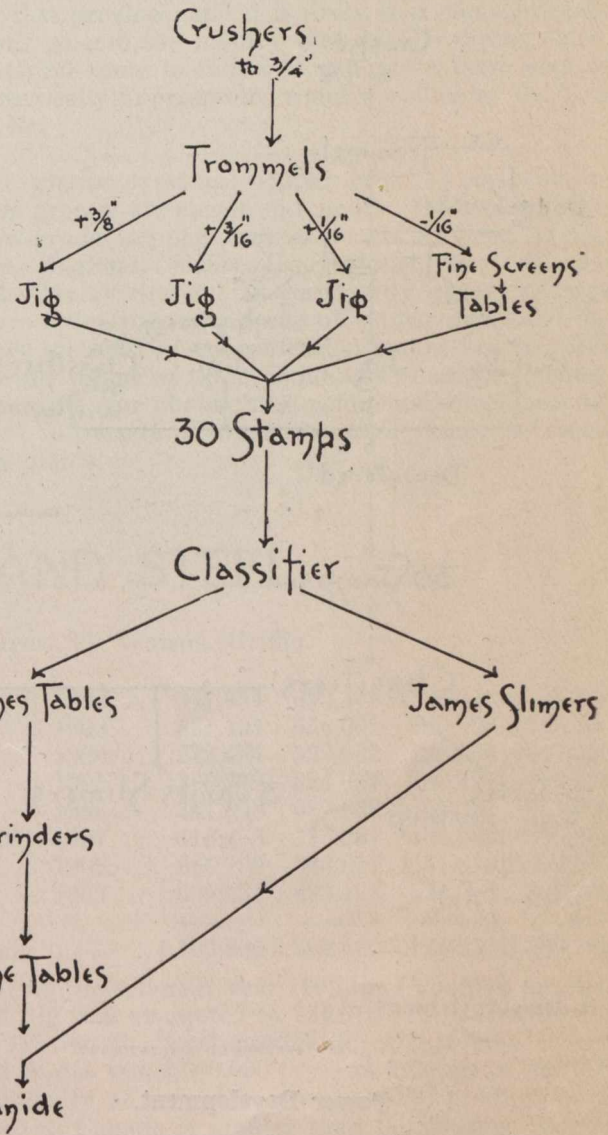 Crushers.
to 3/4"
Trommels
+3/8" +3/16" +1/16" -1/16"
Fine Screens
Jig Jig Jig Tables
30 Stamps
Classifier
es Tables James Slimers
rinders
e Tables
nide